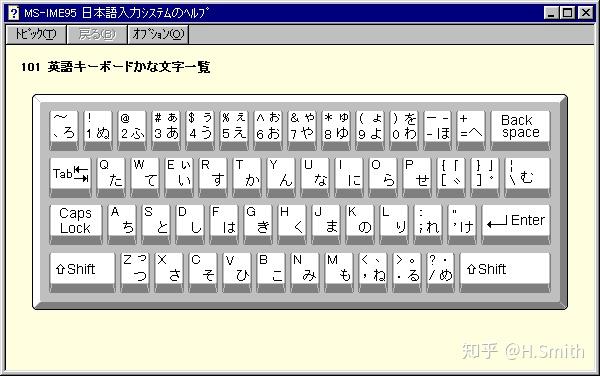 MS-IME95 日本語入力システムのヘルプ
トピック(T) 戻る(B) オプション(O)
101 英語キーボードかな文字一覧
~ 、ろ ! 1ぬ @ 2ふ # ぁ 3あ $ ぅ 4う % ぇ 5え ^ ぉ 6お & ゃ 7や * ゅ 8ゆ ( ょ 9よ ) を 0わ — - -ほ + =へ Back space
Tab Q た W て E ぃ い R す T か Y ん U な I に O ら P せ { 「 [ ゛ } 」 ] ゜ ¦ \ む
Caps Lock A ち S と D し F は G き H く J ま K の L り : ;れ " 'け Enter
⇧Shift Z っ つ X さ C そ V ひ B こ N み M も < 、 ,ね > 。 .る ? ・ /め ⇧Shift
知乎 @H.Smith